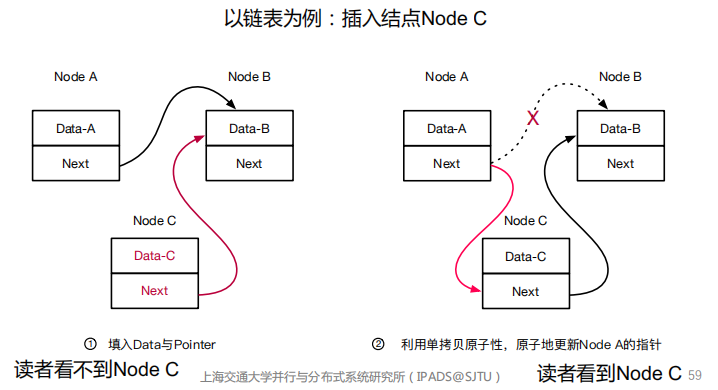 以链表为例：插入结点Node C
Node A
Node B
Data-A
Data-B
Next
Next
Node C
Data-C
Next
① 填入Data与Pointer
读者看不到Node C
Node A
Node B
X
Data-A
Data-B
Next
Next
Node C
Data-C
Next
② 利用单拷贝原子性，原子地更新Node A的指针
读者看到Node C
上海交通大学并行与分布式系统研究所（IPADS@SJTU）
59